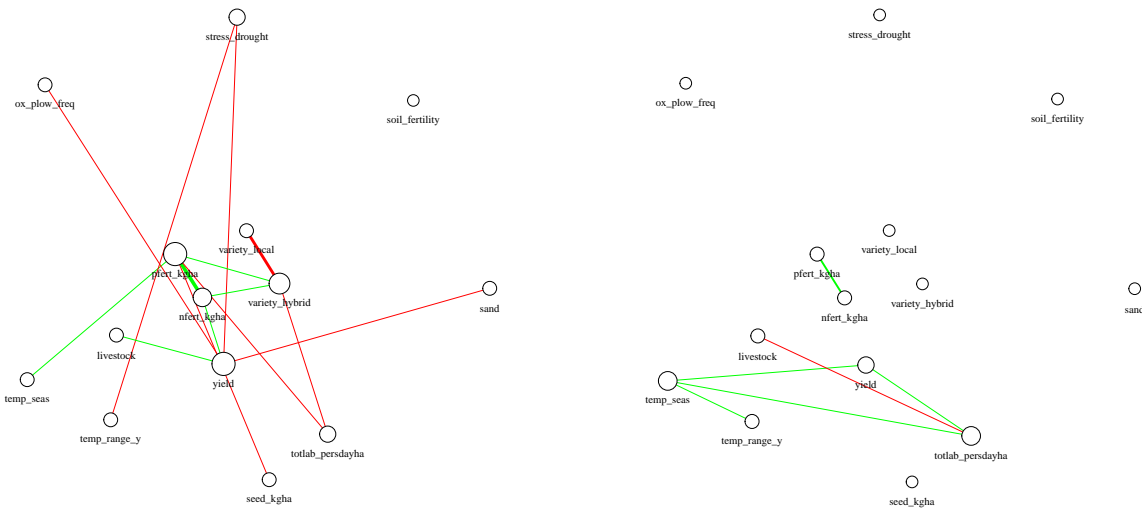 stress_drought
ox_plow_freq
soil_fertility
variety_local
pfert_kgha
variety_hybrid
sand
nfert_kgha
livestock
yield
temp_seas
temp_range_y
totlab_persdayha
seed_kgha
stress_drought
ox_plow_freq
soil_fertility
variety_local
pfert_kgha
variety_hybrid
sand
nfert_kgha
livestock
yield
temp_seas
temp_range_y
totlab_persdayha
seed_kgha